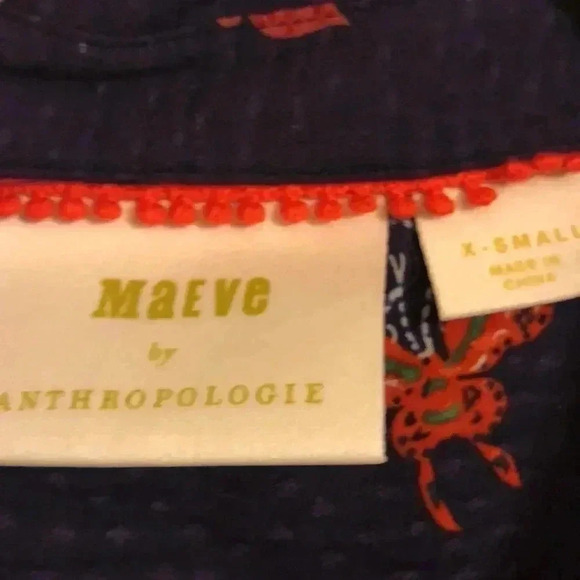 MaEVe
by
ANTHROPOLOGIE
X-SMALL
MADE IN
CHINA